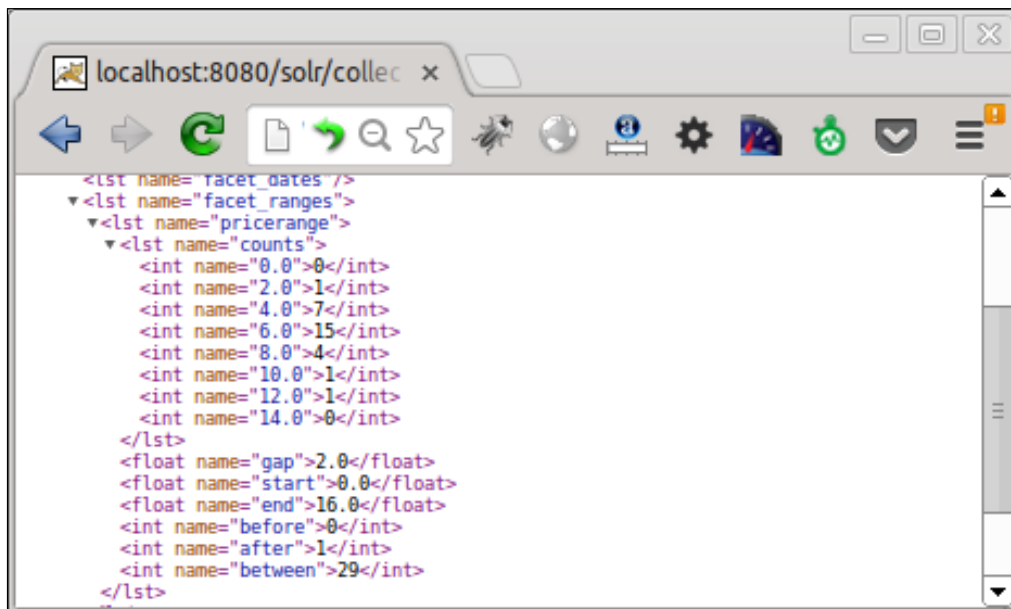 localhost:8080/solr/collec
<lst name="facet_dates"/>
<lst name="facet_ranges">
<lst name="pricerange">
<lst name="counts">
<int name="0.0">0</int>
<int name="2.0">1</int>
<int name="4.0">7</int>
<int name="6.0">15</int>
<int name="8.0">4</int>
<int name="10.0">1</int>
<int name="12.0">1</int>
<int name="14.0">0</int>
</lst>
<float name="gap">2.0</float>
<float name="start">0.0</float>
<float name="end">16.0</float>
<int name="before">0</int>
<int name="after">1</int>
<int name="between">29</int>
</lst>